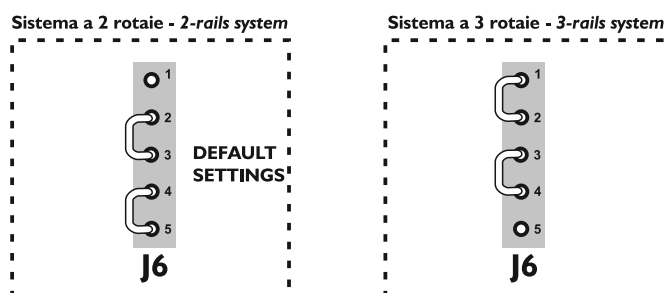 Sistema a 2 rotaie - 2-rails system
1
2
3
4
5
DEFAULT
SETTINGS
J6
Sistema a 3 rotaie - 3-rails system
1
2
3
4
5
J6